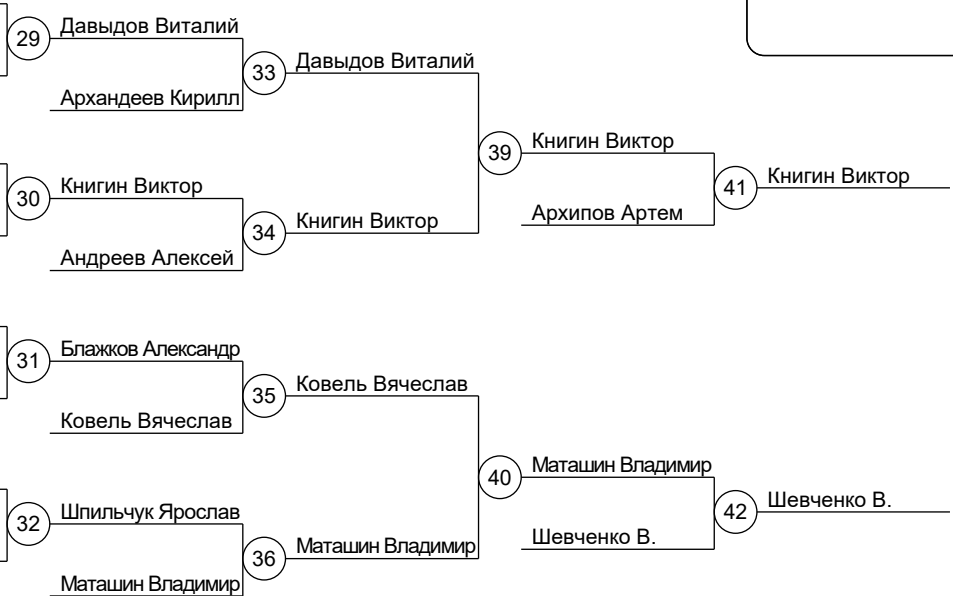 29 Давыдов Виталий
33 Давыдов Виталий
Архандеев Кирилл
39 Книгин Виктор
30 Книгин Виктор
41 Книгин Виктор
34 Книгин Виктор
Архипов Артем
Андреев Алексей
31 Блажков Александр
35 Ковель Вячеслав
Ковель Вячеслав
40 Маташин Владимир
32 Шпильчук Ярослав
42 Шевченко В.
36 Маташин Владимир
Шевченко В.
Маташин Владимир